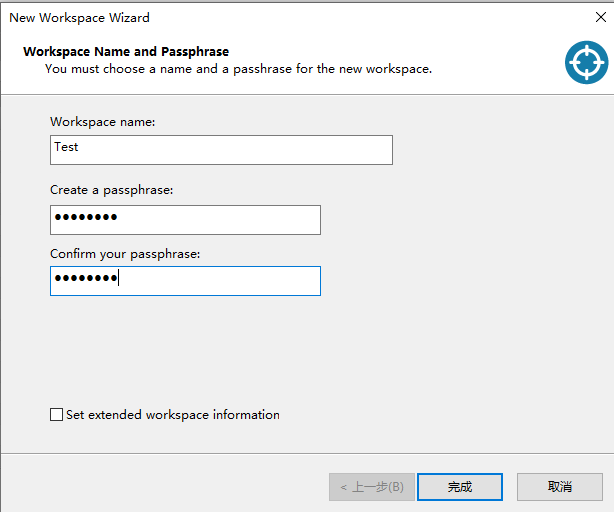 New Workspace Wizard
Workspace Name and Passphrase
You must choose a name and a passhrase for the new workspace.
Workspace name:
Test
Create a passphrase:
●●●●●●●●
Confirm your passphrase:
●●●●●●●●
Set extended workspace information
< 上一步(B)
完成
取消